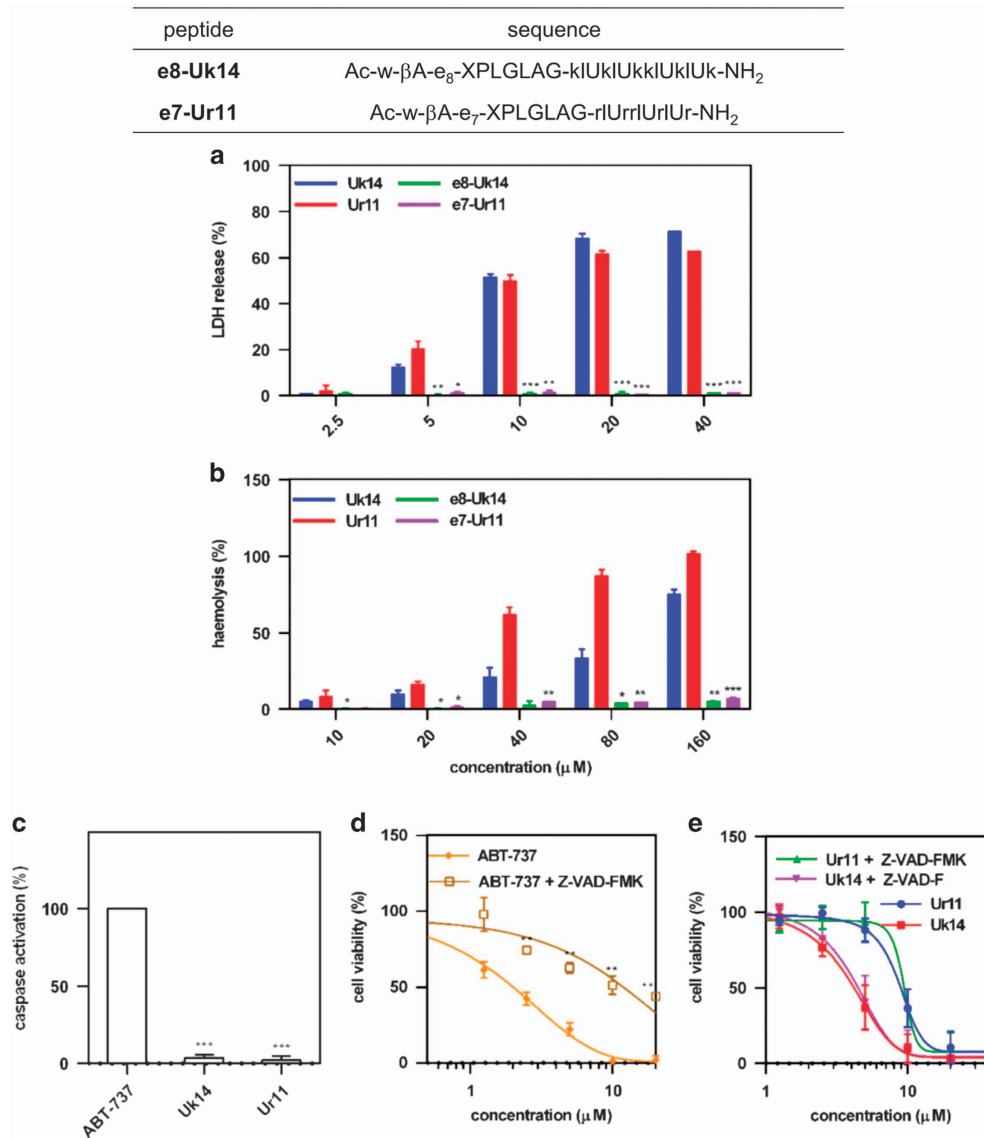 peptide sequence
e8-Uk14 Ac-w-βA-e8-XPLGLAG-klUklUkklUklUk-NH2
e7-Ur11 Ac-w-βA-e7-XPLGLAG-rlUrrlUrlUr-NH2
a
100
80
60
40
20
0
LDH release (%)
Uk14 e8-Uk14
Ur11 e7-Ur11
** * *** ** *** *** *** ***
2.5 5 10 20 40
b
150
100
50
0
haemolysis (%)
Uk14 e8-Uk14
Ur11 e7-Ur11
* * * ** * ** ** ***
10 20 40 80 160
concentration (μM)
c
100
0
caspase activation (%)
*** ***
ABT-737 Uk14 Ur11
d
150
100
50
0
cell viability (%)
ABT-737
ABT-737 + Z-VAD-FMK
** ** ** **
1 10
concentration (μM)
e
150
100
50
0
cell viability (%)
Ur11 + Z-VAD-FMK
Uk14 + Z-VAD-F
Ur11
Uk14
1 10
concentration (μM)